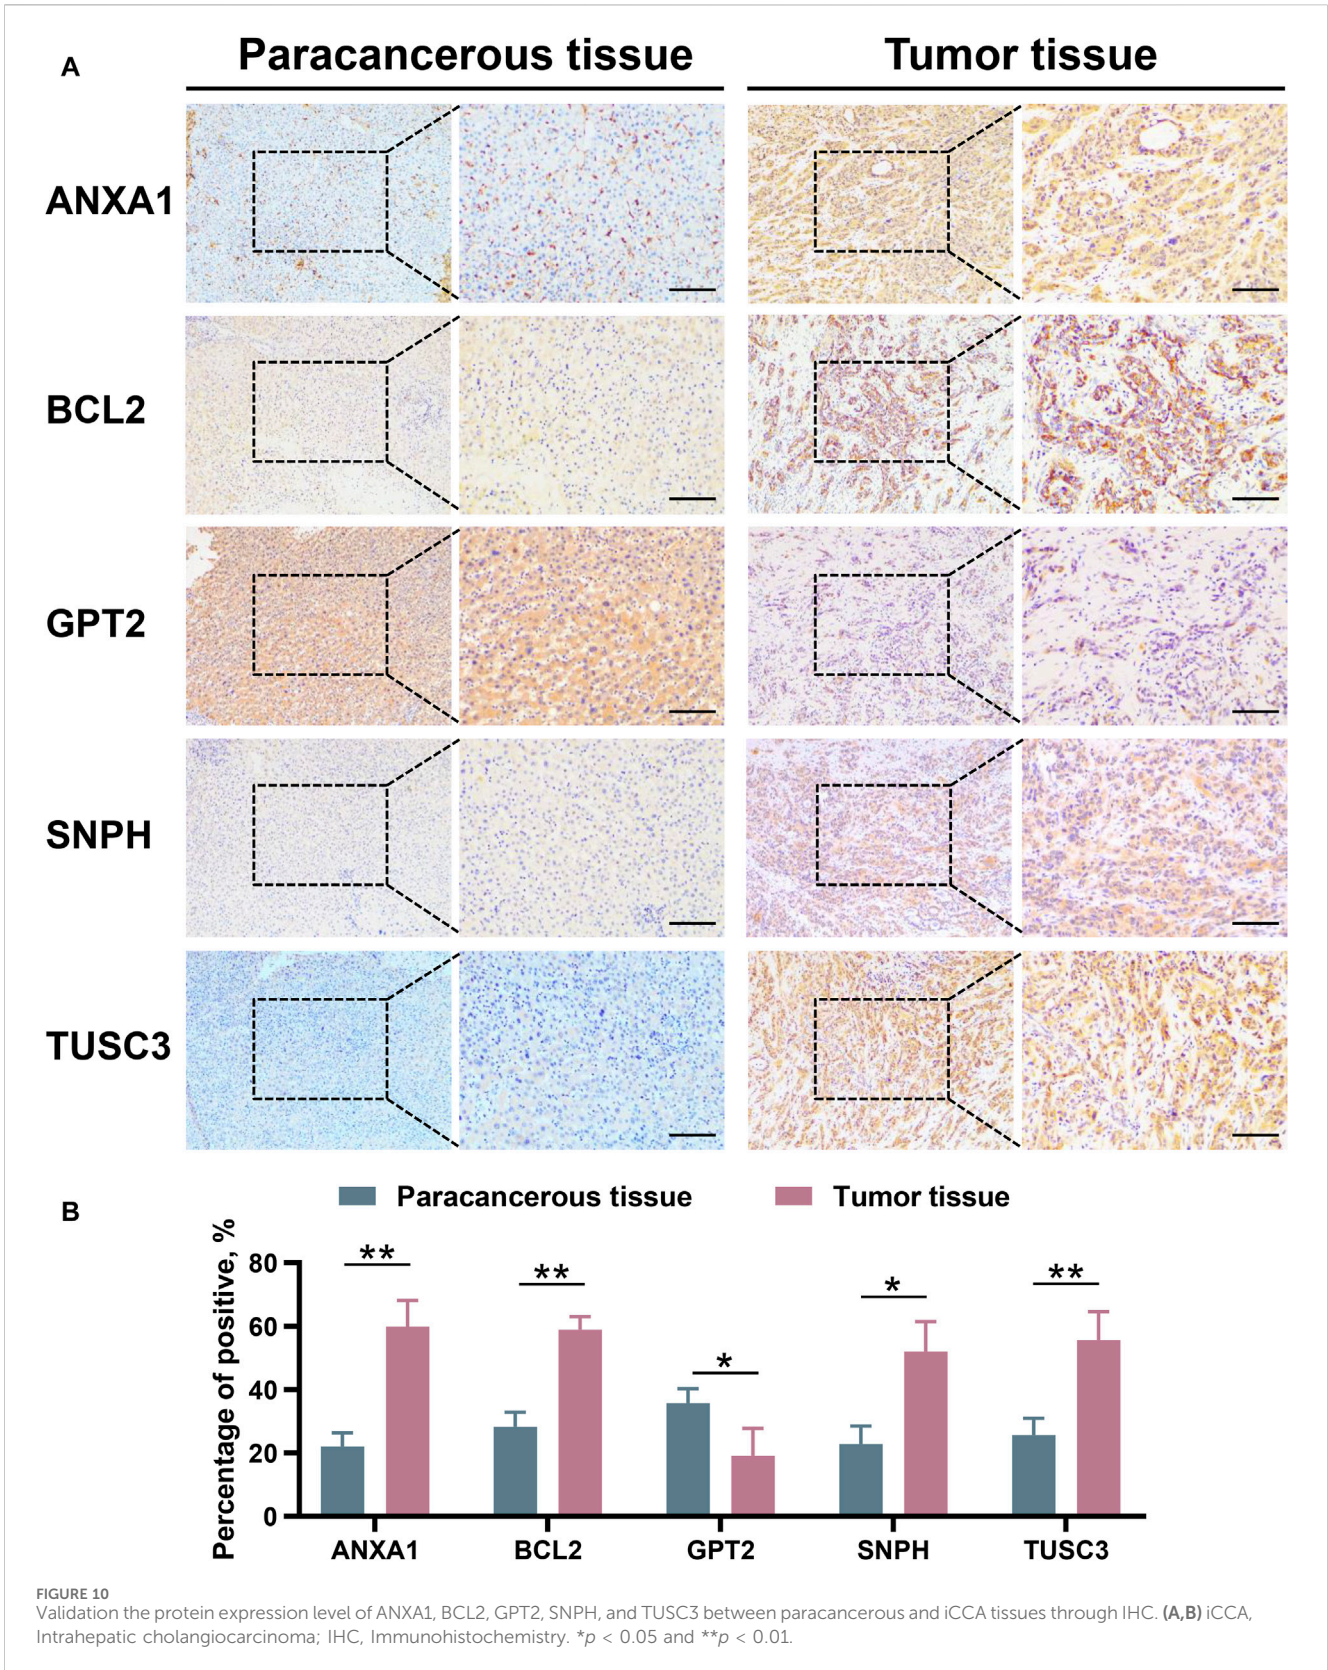 A
Paracancerous tissue
Tumor tissue
ANXA1
BCL2
GPT2
SNPH
TUSC3
B
Paracancerous tissue
Tumor tissue
Percentage of positive, %
80
60
40
20
0
**
**
*
*
**
ANXA1
BCL2
GPT2
SNPH
TUSC3
FIGURE 10
Validation the protein expression level of ANXA1, BCL2, GPT2, SNPH, and TUSC3 between paracancerous and iCCA tissues through IHC. (A,B) iCCA,
Intrahepatic cholangiocarcinoma; IHC, Immunohistochemistry. *p < 0.05 and **p < 0.01.